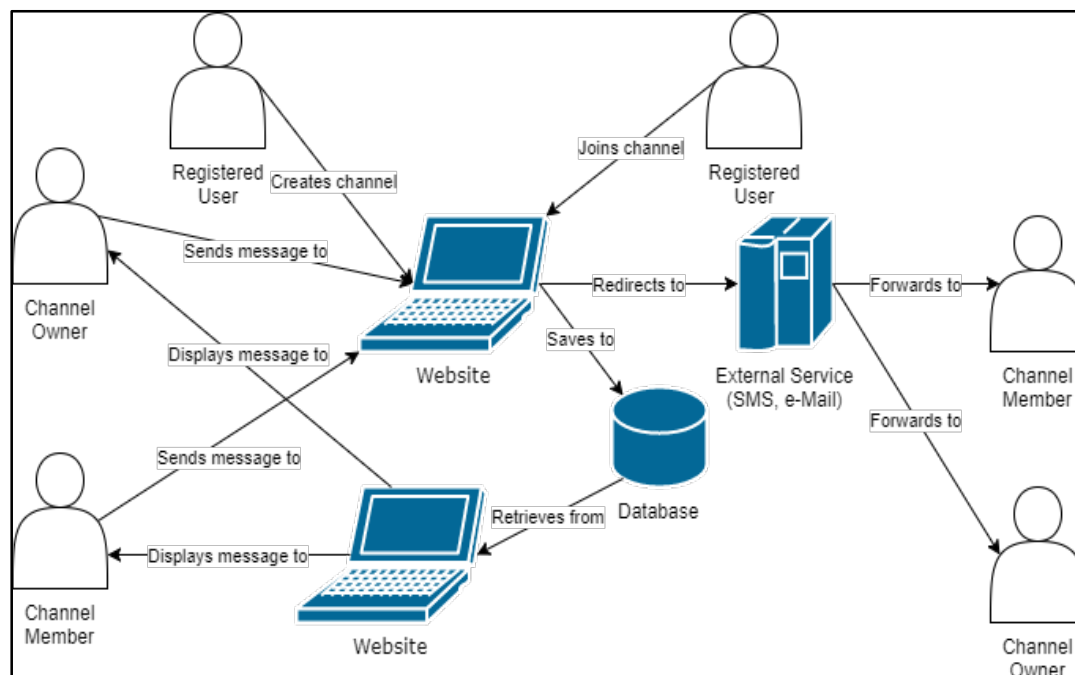 Registered
User
Registered
User
Joins channel
Creates channel
Sends message to
Channel
Owner
Redirects to
Forwards to
Saves to
Displays message to
Website
External Service
(SMS, e-Mail)
Channel
Member
Forwards to
Sends message to
Retrieves from
Database
Displays message to
Channel
Member
Website
Channel
Owner